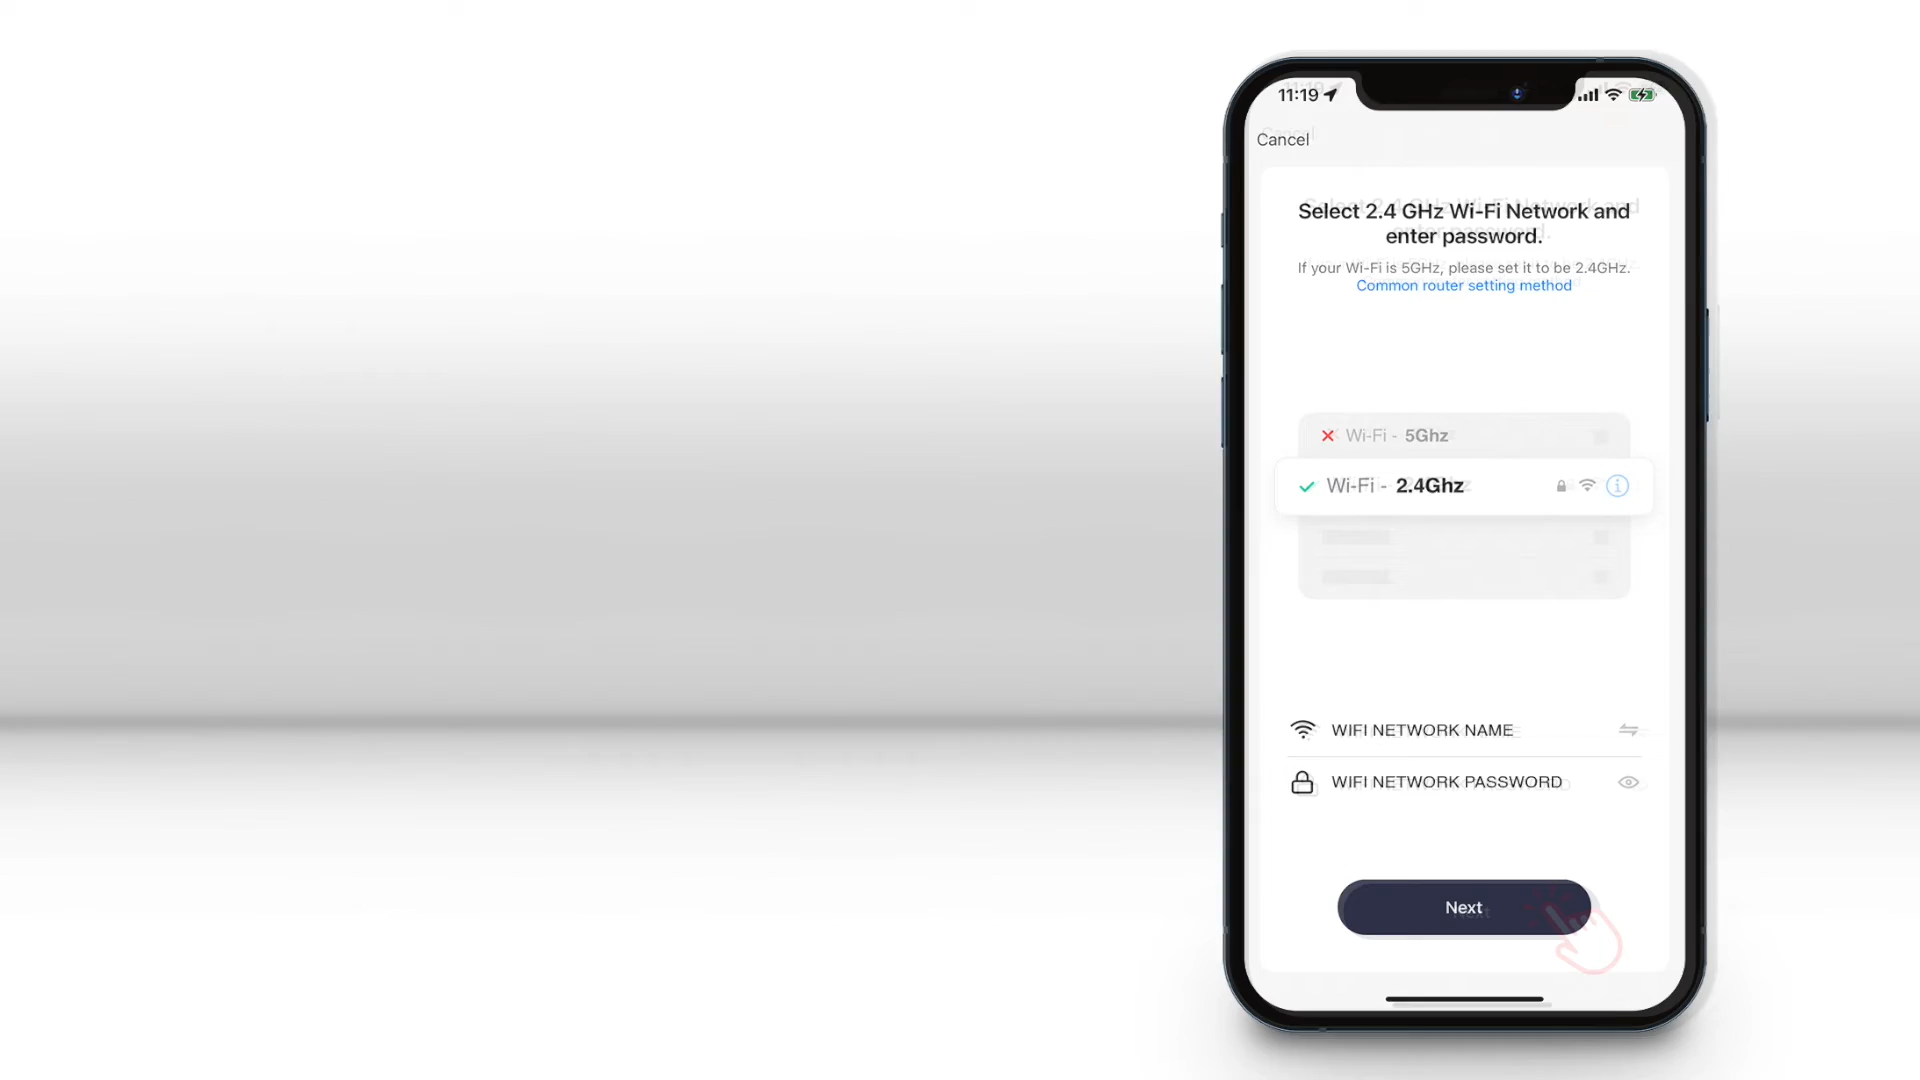 11:19
Cancel
Select 2.4 GHz Wi-Fi Network and
enter password.
If your Wi-Fi is 5GHz, please set it to be 2.4GHz.
Common router setting method
Wi-Fi - 5Ghz
Wi-Fi - 2.4Ghz
WIFI NETWORK NAME
WIFI NETWORK PASSWORD
Next